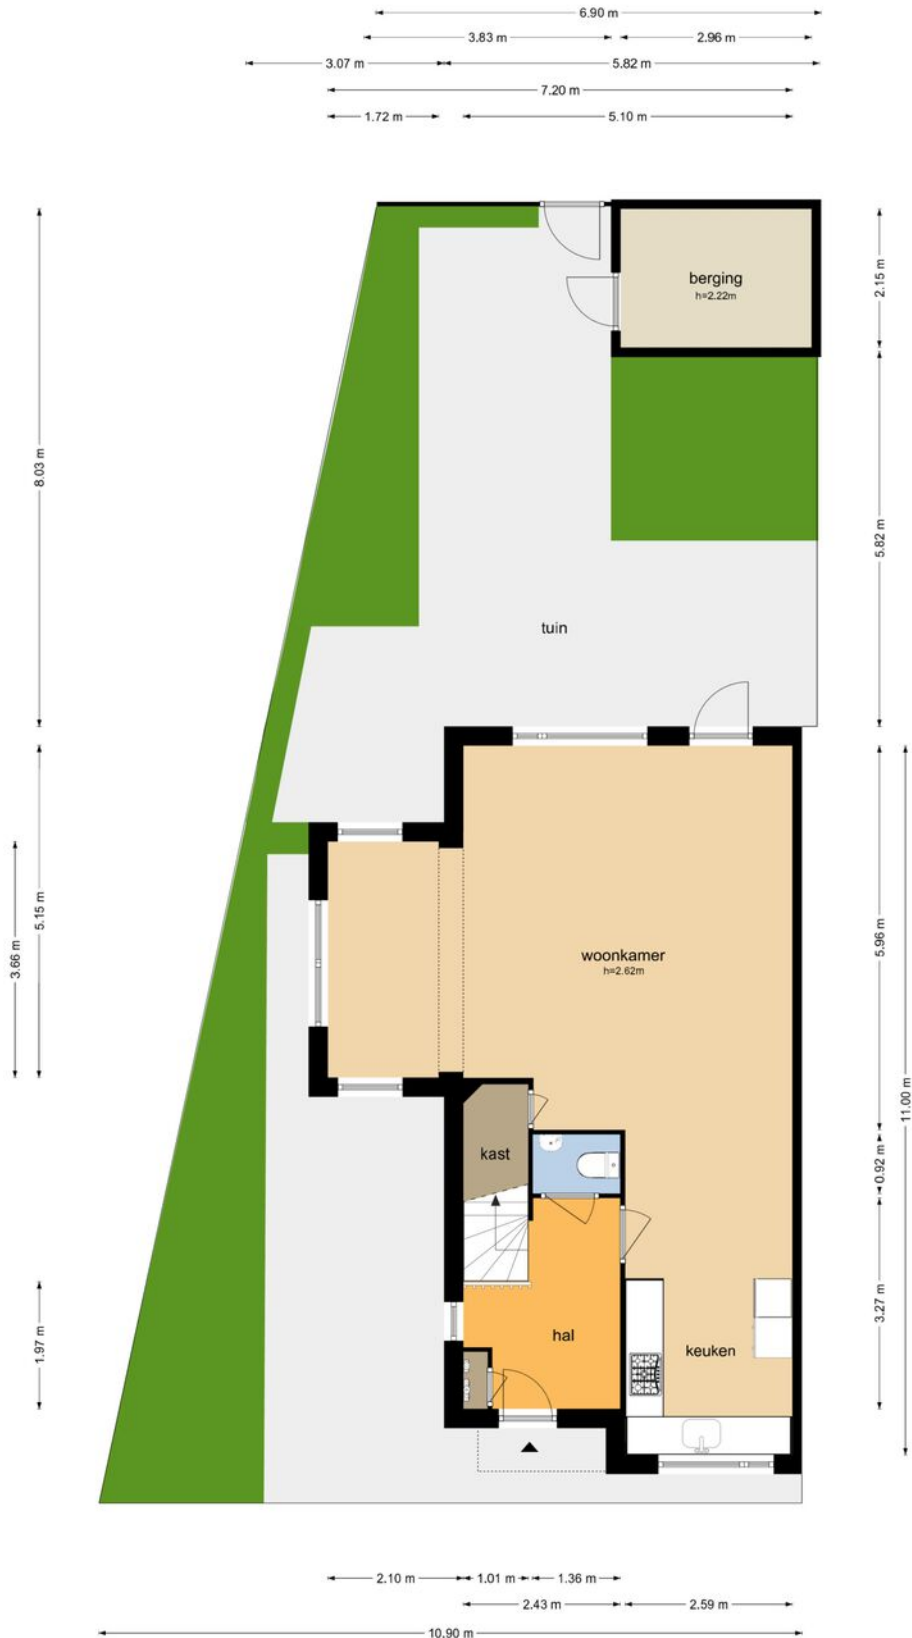 6.90 m
3.83 m
2.96 m
3.07 m
5.82 m
7.20 m
1.72 m
5.10 m
berging
h=2.22m
2.15 m
8.03 m
5.82 m
tuin
woonkamer
h=2.62m
5.96 m
5.15 m
3.66 m
11.00 m
kast
0.92 m
3.27 m
hal
1.97 m
keuken
2.10 m
1.01 m
1.36 m
2.43 m
2.59 m
10.90 m